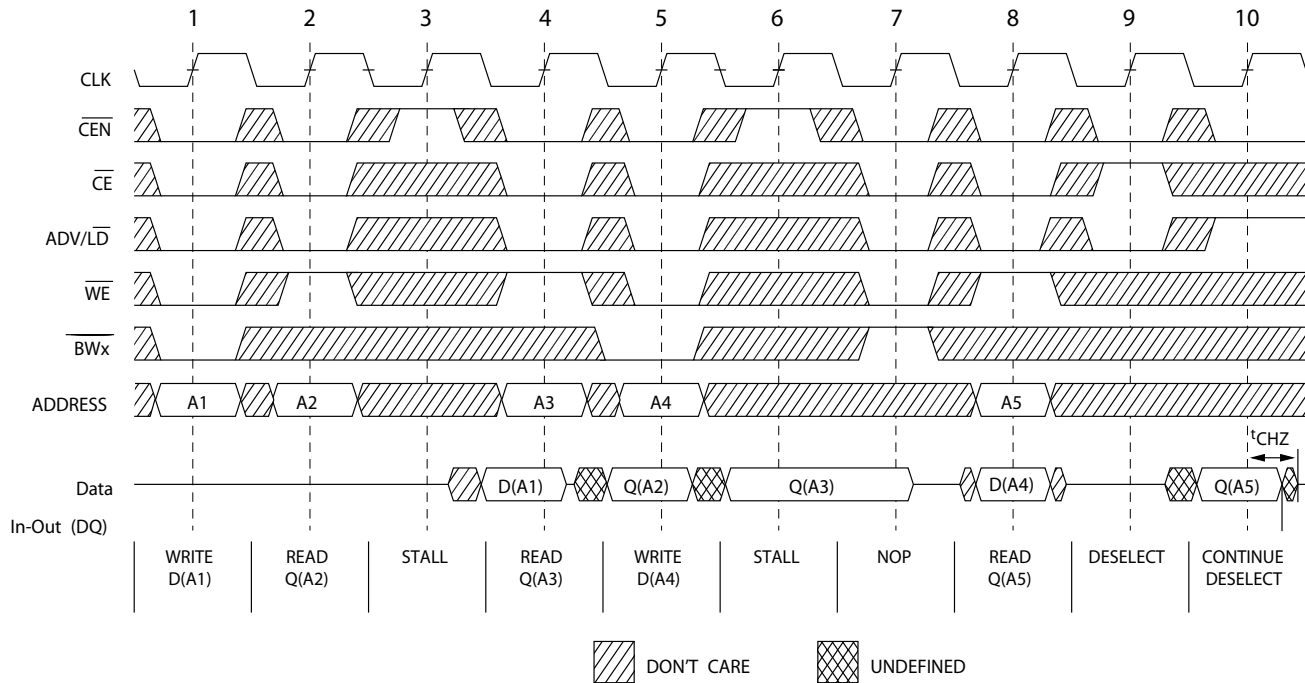 1 2 3 4 5 6 7 8 9 10
CLK
CEN
CE
ADV/LD
WE
BWx
ADDRESS A1 A2 A3 A4 A5
tCHZ
Data D(A1) Q(A2) Q(A3) D(A4) Q(A5)
In-Out (DQ)
WRITE READ STALL READ WRITE STALL NOP READ DESELECT CONTINUE
D(A1) Q(A2) Q(A3) D(A4) Q(A5) DESELECT
DON'T CARE UNDEFINED